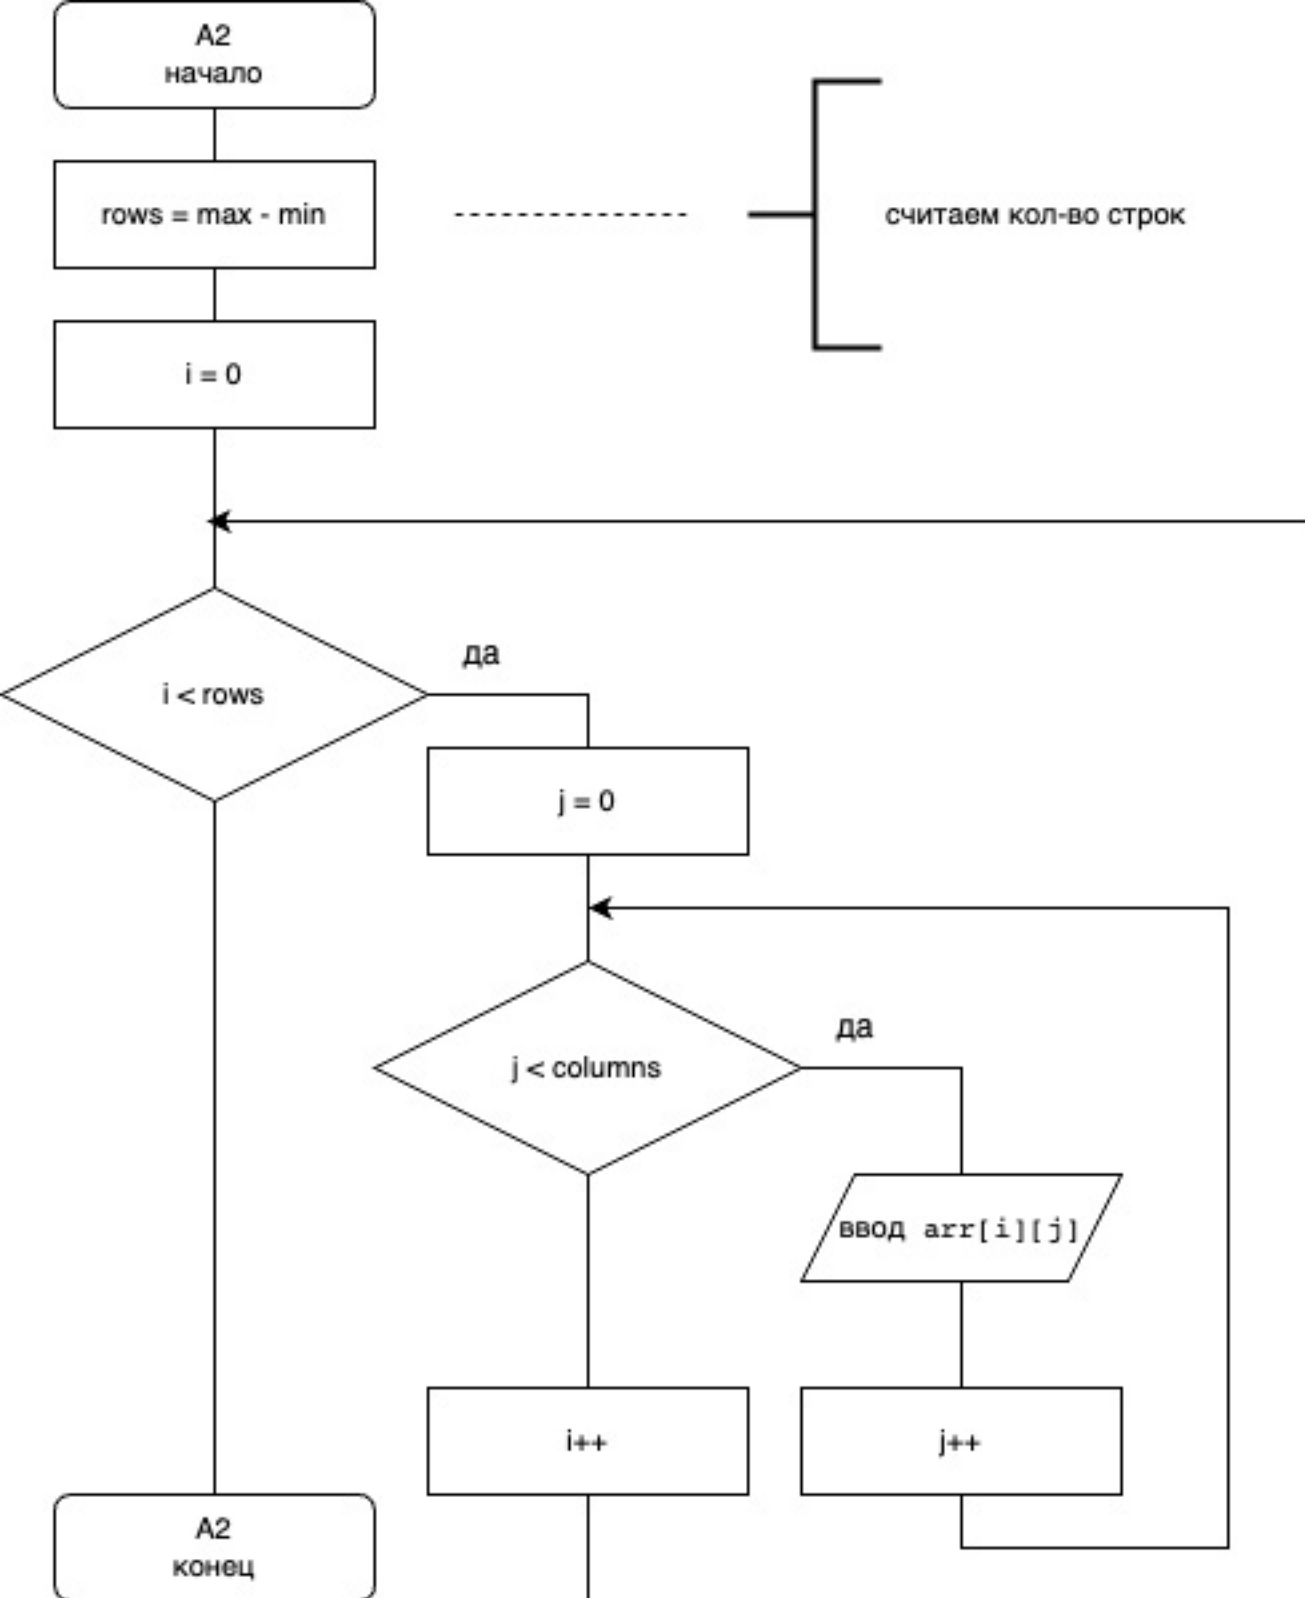 A2
начало
rows = max - min
считаем кол-во строк
i = 0
да
i < rows
j = 0
да
j < columns
ввод arr[i][j]
i++
j++
A2
конец